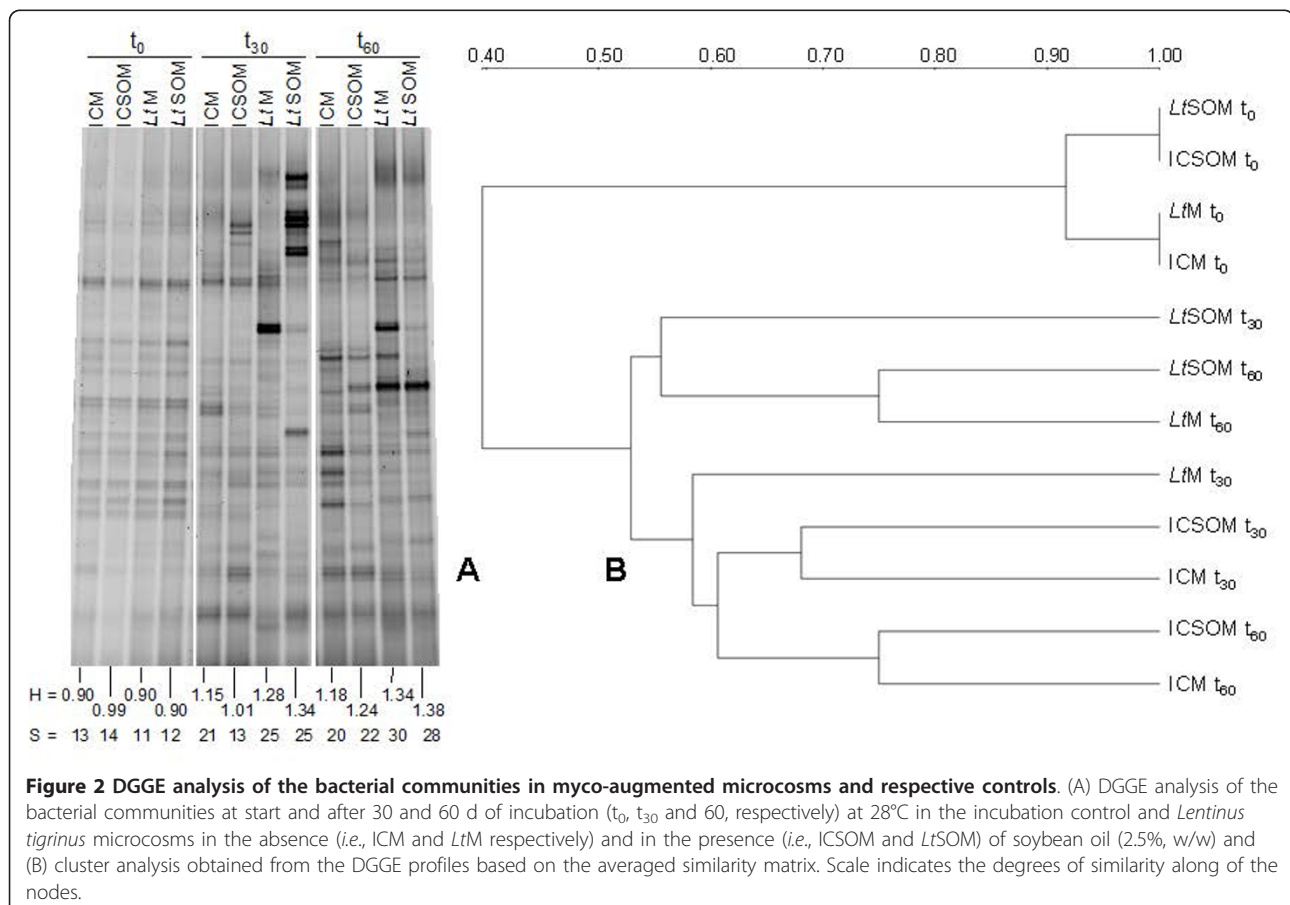 t0 t30 t60
ICM ICSOM LtM LtSOM ICM ICSOM LtM LtSOM ICM ICSOM LtM LtSOM
H = 0.90 0.99 0.90 0.90 1.15 1.01 1.28 1.34 1.18 1.24 1.34 1.38
S = 13 14 11 12 21 13 25 25 20 22 30 28
A
0.40 0.50 0.60 0.70 0.80 0.90 1.00
LtSOM t0
ICSOM t0
LtM t0
ICM t0
LtSOM t30
LtSOM t60
LtM t60
LtM t30
ICSOM t30
ICM t30
ICSOM t60
ICM t60
B
Figure 2 DGGE analysis of the bacterial communities in myco-augmented microcosms and respective controls. (A) DGGE analysis of the
bacterial communities at start and after 30 and 60 d of incubation (t0, t30 and 60, respectively) at 28°C in the incubation control and Lentinus
tigrinus microcosms in the absence (i.e., ICM and LtM respectively) and in the presence (i.e., ICSOM and LtSOM) of soybean oil (2.5%, w/w) and
(B) cluster analysis obtained from the DGGE profiles based on the averaged similarity matrix. Scale indicates the degrees of similarity along of the
nodes.